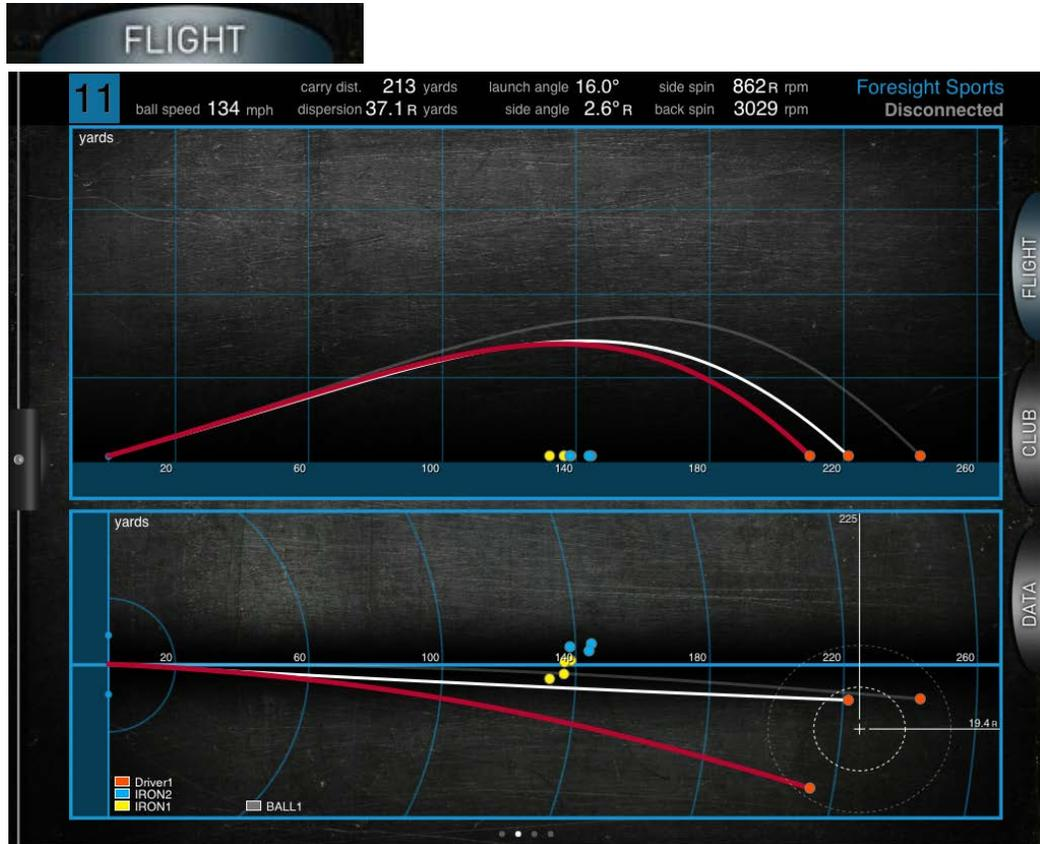 FLIGHT
11
carry dist. 213 yards launch angle 16.0° side spin 862 R rpm Foresight Sports
ball speed 134 mph dispersion 37.1 R yards side angle 2.6° R back spin 3029 rpm Disconnected
yards
FLIGHT
CLUB
20 60 100 140 180 220 260
yards
225
DATA
20 60 100 140 180 220 260
19.4 R
Driver1
IRON2
IRON1 BALL1